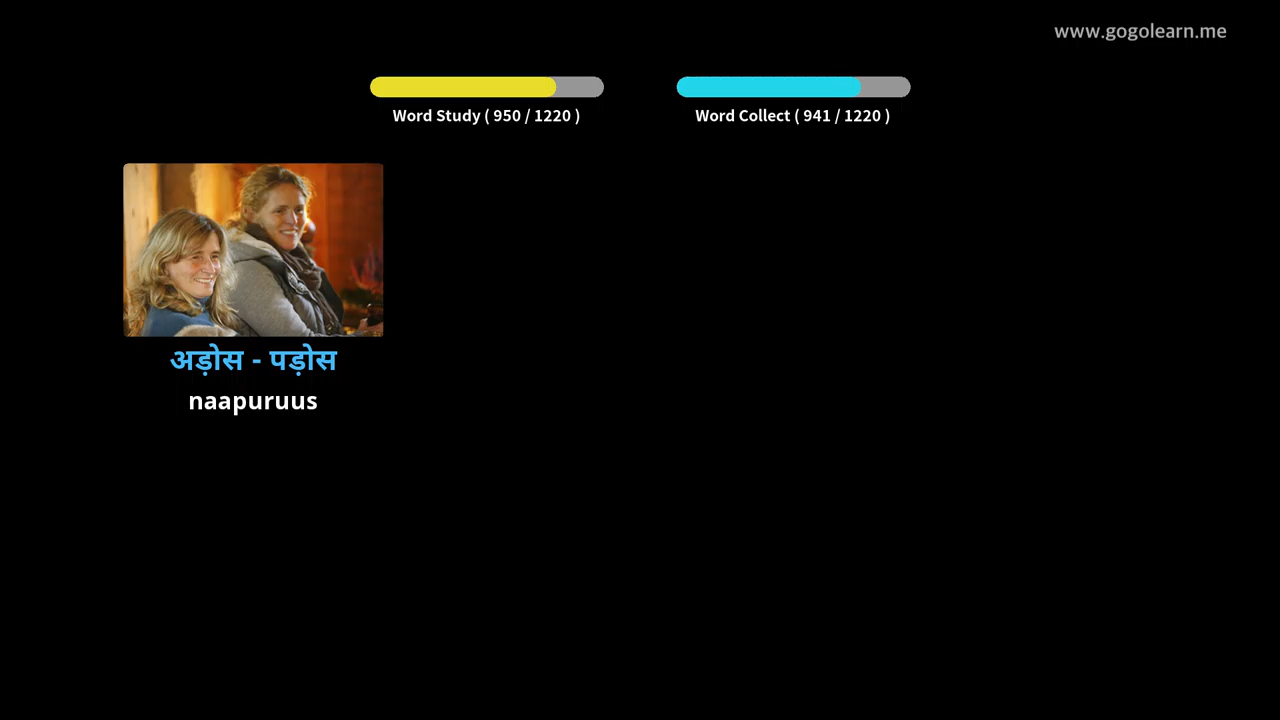 www.gogolearn.me
Word Study ( 950 / 1220 )
Word Collect ( 941 / 1220 )
अड़ोस - पड़ोस
naapuruus